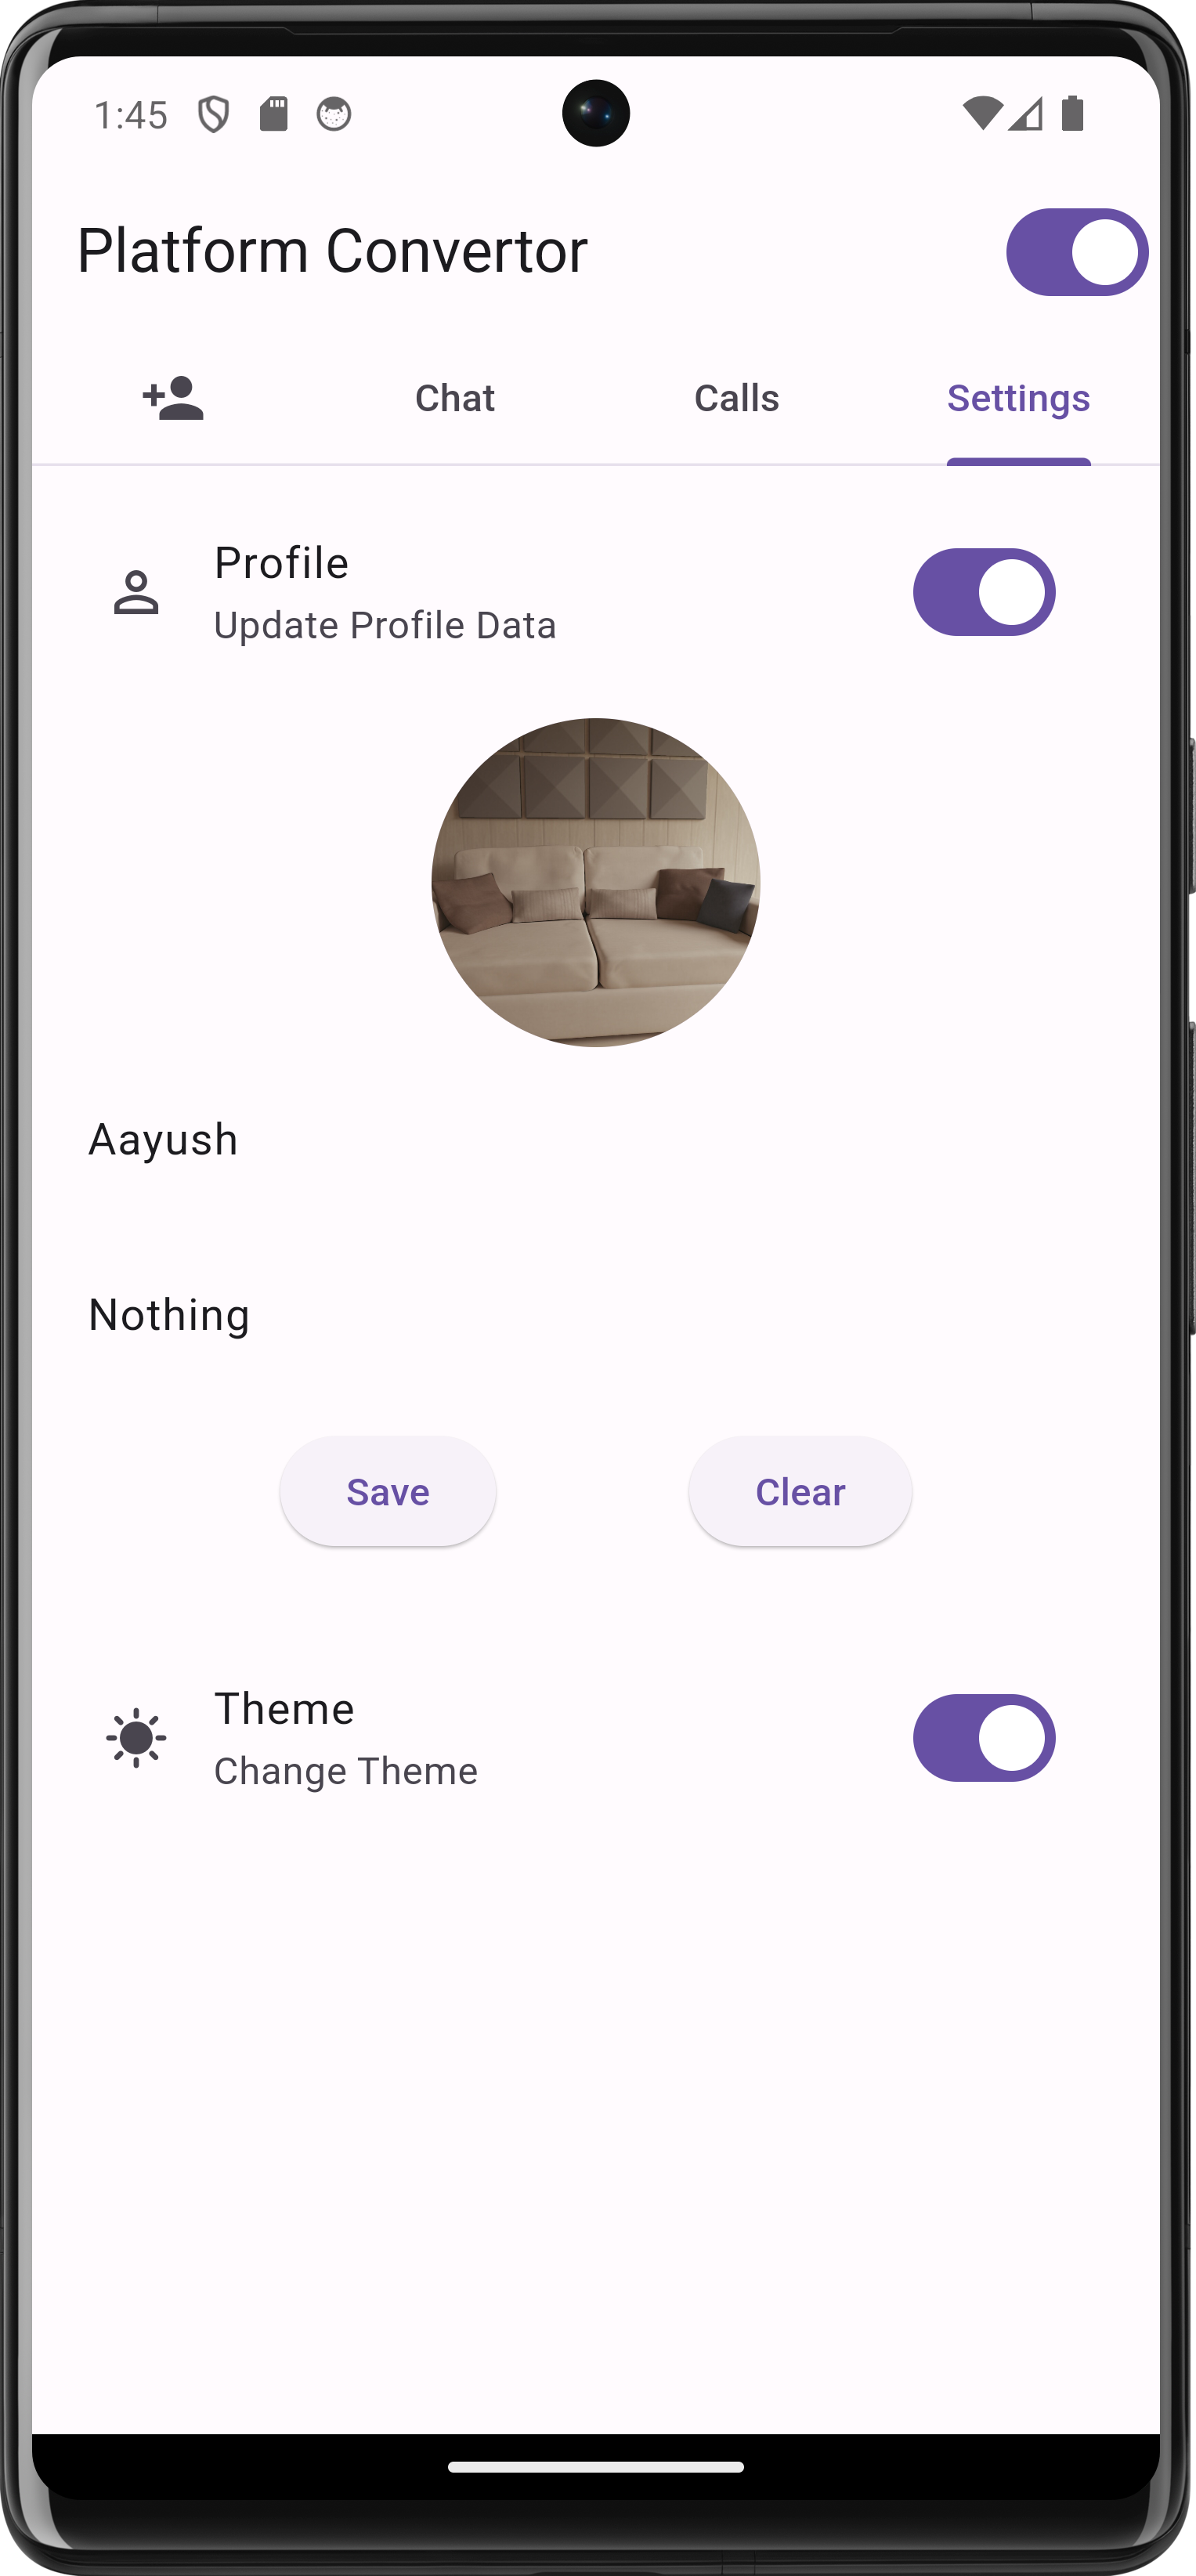 1:45
Platform Convertor
Chat
Calls
Settings
Profile
Update Profile Data
Aayush
Nothing
Save
Clear
Theme
Change Theme